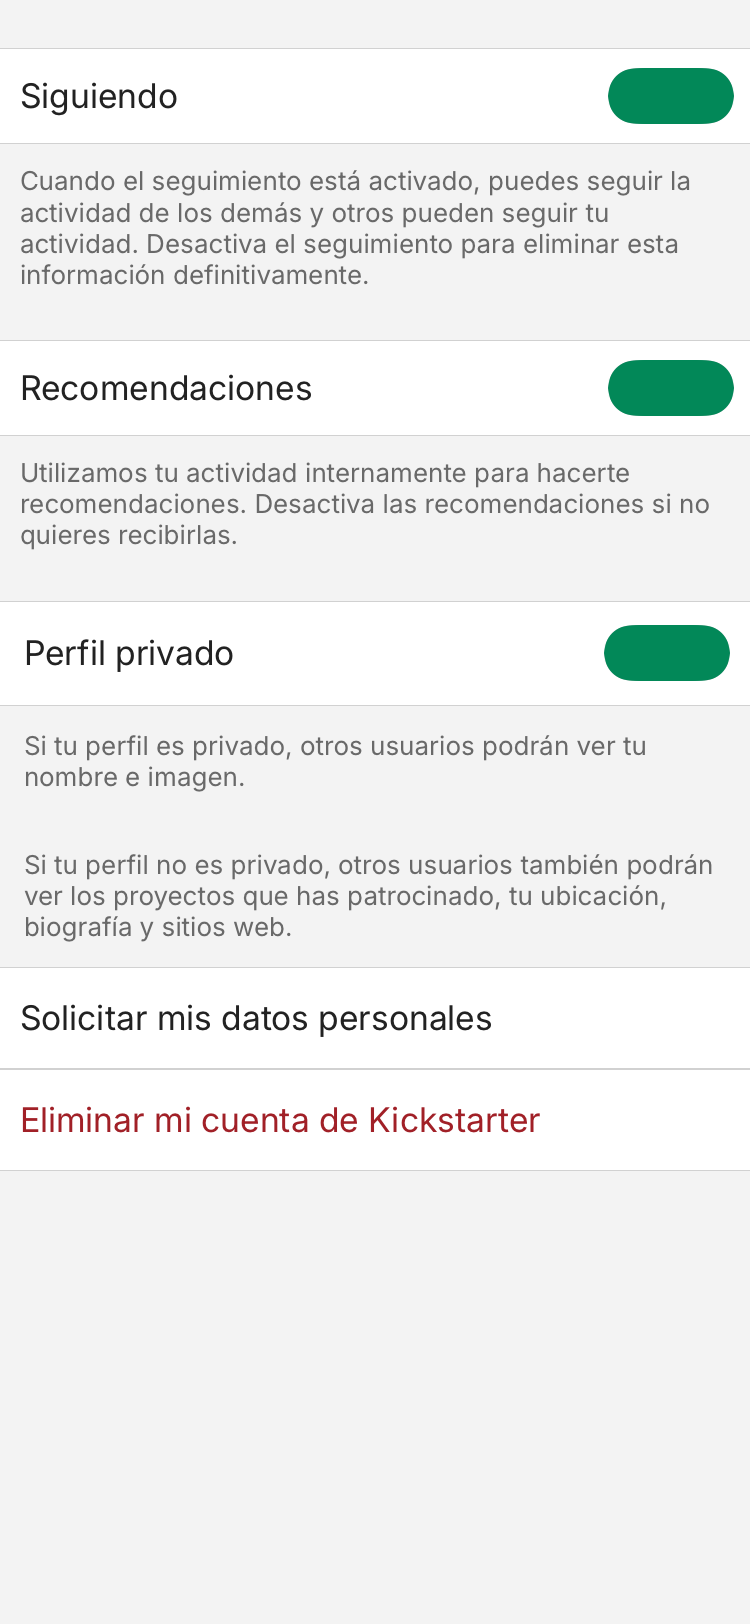 Siguiendo
Cuando el seguimiento está activado, puedes seguir la
actividad de los demás y otros pueden seguir tu
actividad. Desactiva el seguimiento para eliminar esta
información definitivamente.
Recomendaciones
Utilizamos tu actividad internamente para hacerte
recomendaciones. Desactiva las recomendaciones si no
quieres recibirlas.
Perfil privado
Si tu perfil es privado, otros usuarios podrán ver tu
nombre e imagen.
Si tu perfil no es privado, otros usuarios también podrán
ver los proyectos que has patrocinado, tu ubicación,
biografía y sitios web.
Solicitar mis datos personales
Eliminar mi cuenta de Kickstarter